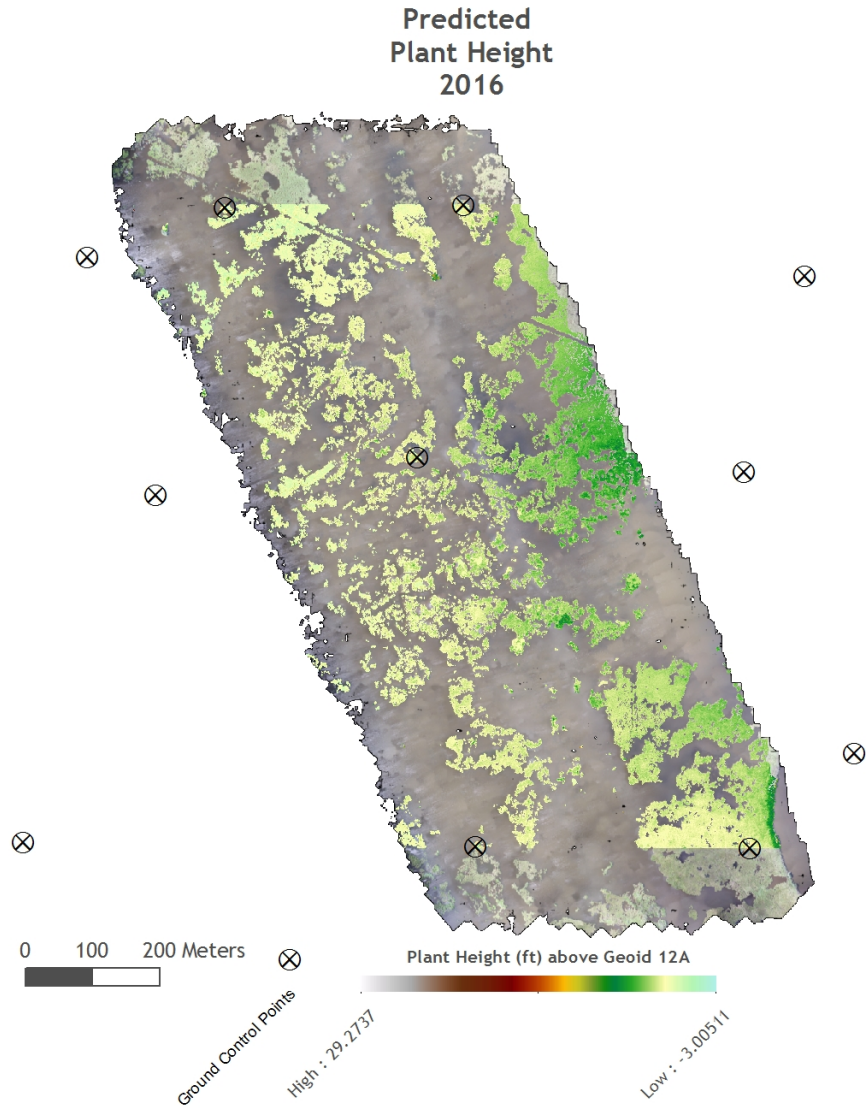 Predicted
Plant Height
2016
0 100 200 Meters
Ground Control Points
Plant Height (ft) above Geoid 12A
High : 29.2737
Low : -3.00511